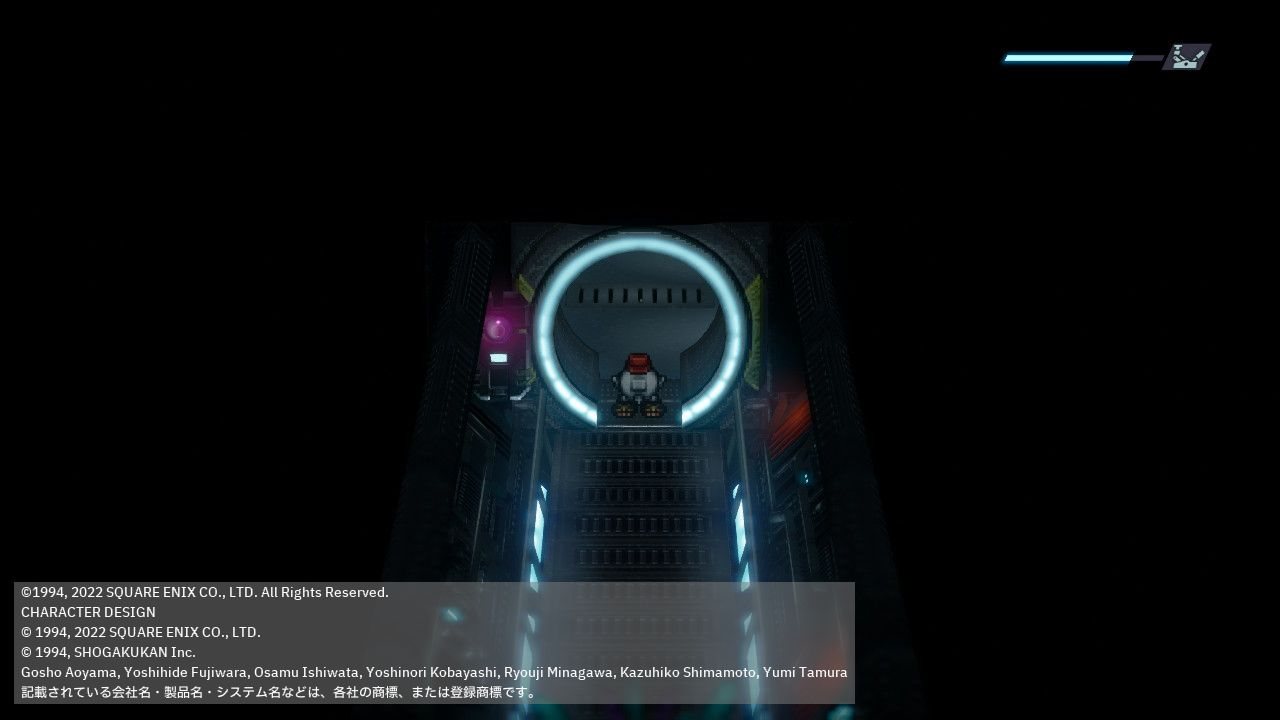 ©1994, 2022 SQUARE ENIX CO., LTD. All Rights Reserved.
CHARACTER DESIGN
© 1994, 2022 SQUARE ENIX CO., LTD.
© 1994, SHOGAKUKAN Inc.
Gosho Aoyama, Yoshihide Fujiwara, Osamu Ishiwata, Yoshinori Kobayashi, Ryouji Minagawa, Kazuhiko Shimamoto, Yumi Tamura
記載されている会社名・製品名・システム名などは、各社の商標、または登録商標です。